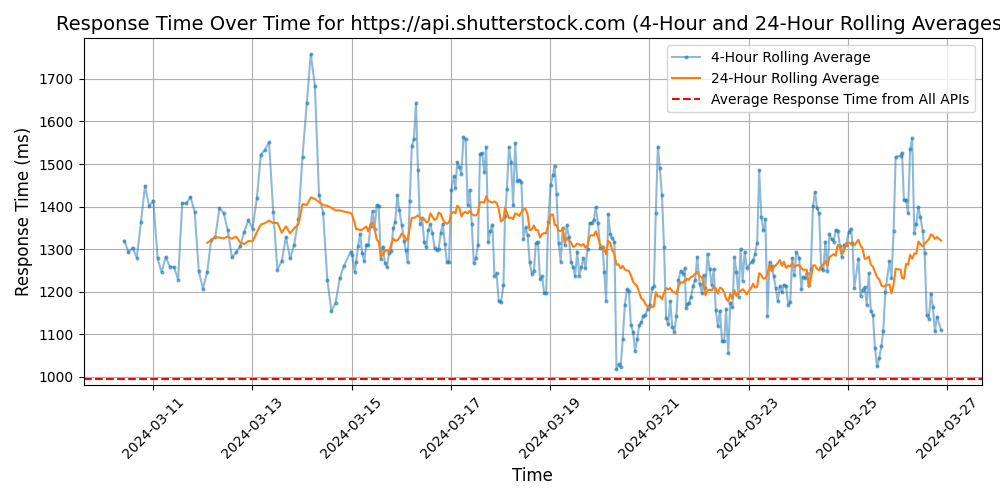 Response Time Over Time for https://api.shutterstock.com (4-Hour and 24-Hour Rolling Averages
4-Hour Rolling Average
24-Hour Rolling Average
Average Response Time from All APIs
Response Time (ms)
1700
1600
1500
1400
1300
1200
1100
1000
2024-03-11
2024-03-13
2024-03-15
2024-03-17
2024-03-19
2024-03-21
2024-03-23
2024-03-25
2024-03-27
Time